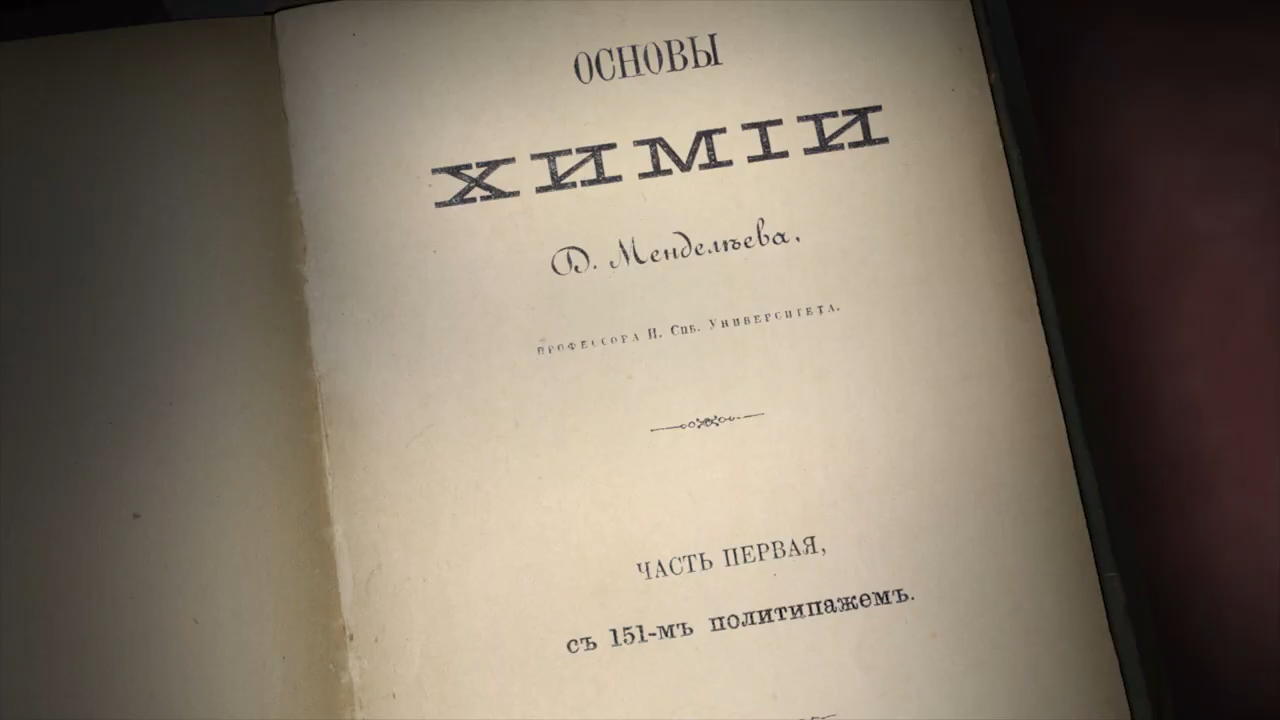 ОСНОВЫ
ХИМІИ
Д. Менделѣева,
ПРОФЕССОРА И. СПБ. УНИВЕРСИТЕТА.
ЧАСТЬ ПЕРВАЯ,
съ 151-мъ политипажемъ.